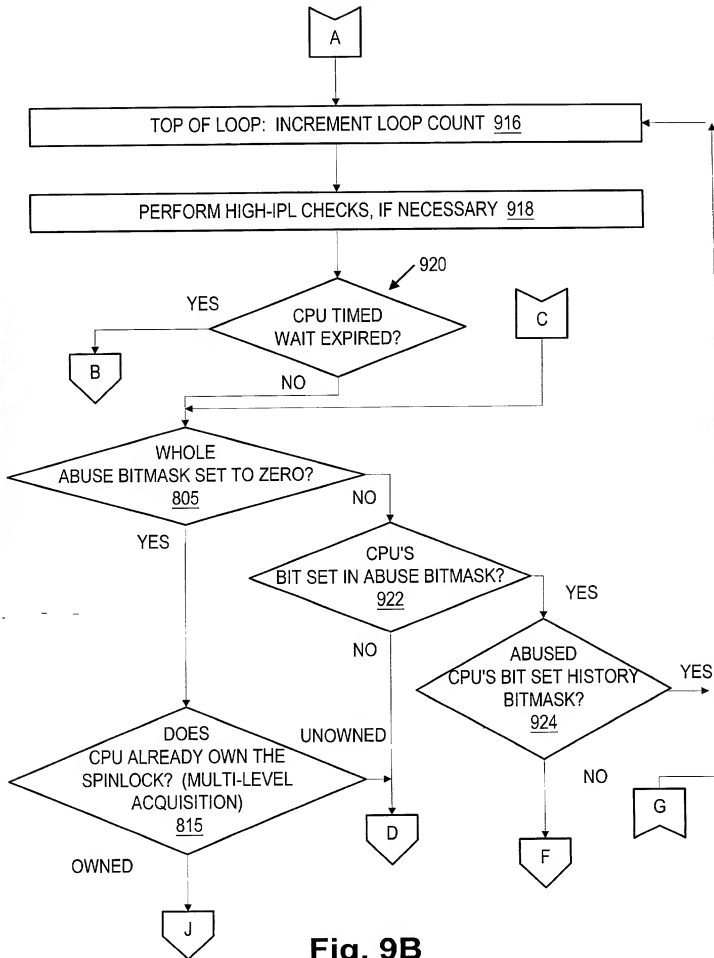 A
TOP OF LOOP: INCREMENT LOOP COUNT 916
PERFORM HIGH-IPL CHECKS, IF NECESSARY 918
920
YES
CPU TIMED
WAIT EXPIRED?
C
B
NO
WHOLE
ABUSE BITMASK SET TO ZERO?
805
NO
YES
CPU'S
BIT SET IN ABUSE BITMASK?
922
YES
NO
ABUSED
CPU'S BIT SET HISTORY
BITMASK?
924
YES
DOES
CPU ALREADY OWN THE
SPINLOCK? (MULTI-LEVEL
ACQUISITION)
815
UNOWNED
NO
G
D
F
OWNED
J
Fig. 9B